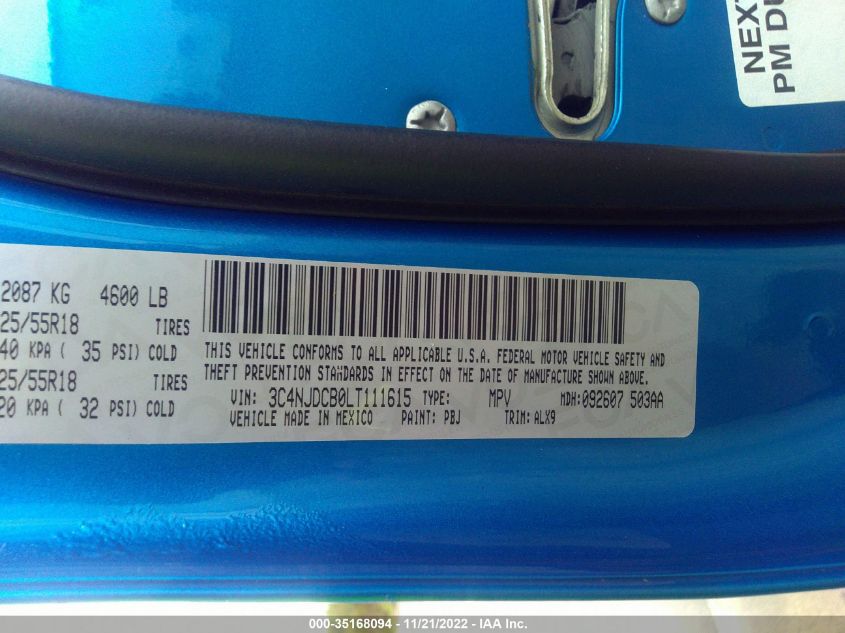 NEXT
PM DU
2087 KG 4600 LB
25/55R18 TIRES
40 KPA ( 35 PSI) COLD
25/55R18 TIRES
20 KPA ( 32 PSI) COLD
THIS VEHICLE CONFORMS TO ALL APPLICABLE U.S.A. FEDERAL MOTOR VEHICLE SAFETY AND
THEFT PREVENTION STANDARDS IN EFFECT ON THE DATE OF MANUFACTURE SHOWN ABOVE.
VIN: 3C4NJDCB0LT111615 TYPE: MPV MDH:092607 503AA
VEHICLE MADE IN MEXICO PAINT: PBJ TRIM: ALX9
000-35168094 - 11/21/2022 - IAA Inc.